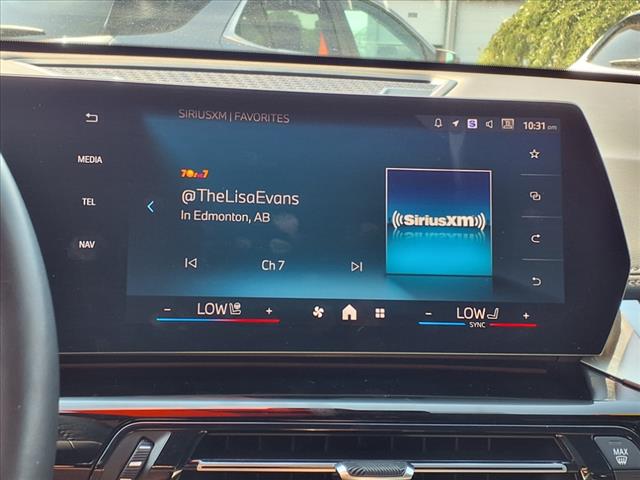 SIRIUSXM | FAVORITES
10:31 pm
MEDIA
TEL
NAV
70s on 7
@TheLisaEvans
In Edmonton, AB
Ch 7
((SiriusXM))
- LOW +
- LOW +
SYNC
MAX